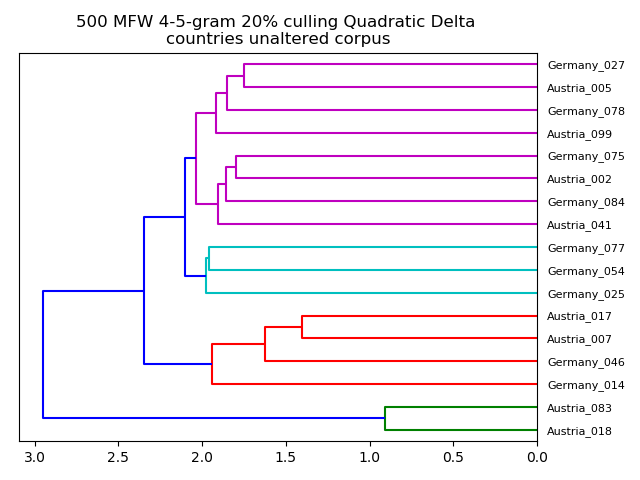 500 MFW 4-5-gram 20% culling Quadratic Delta
countries unaltered corpus
Germany_027
Austria_005
Germany_078
Austria_099
Germany_075
Austria_002
Germany_084
Austria_041
Germany_077
Germany_054
Germany_025
Austria_017
Austria_007
Germany_046
Germany_014
Austria_083
Austria_018
3.0 2.5 2.0 1.5 1.0 0.5 0.0